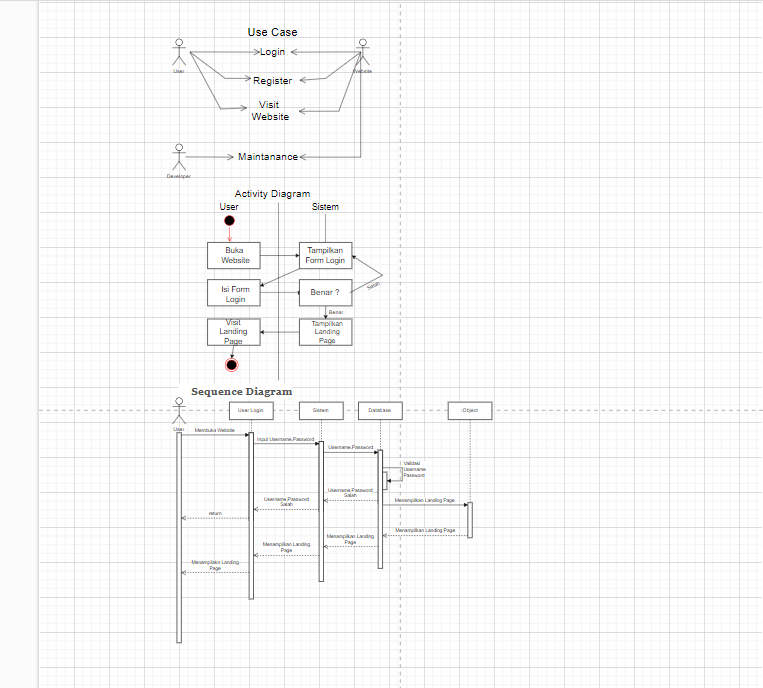 Use Case
Login
User
Website
Register
Visit
Website
Maintanance
Developer
Activity Diagram
User
Sistem
Buka
Website
Tampilkan
Form Login
Isi Form
Login
Benar ?
Salah
Benar
Visit
Landing
Page
Tampilkan
Landing
Page
Sequence Diagram
User Login
Sistem
Database
:Object
User
Membuka Website
Input Username,Password
Username,Password
Validasi
Username,
Password
Username,Password
Salah
Username,Password
Salah
Menampilkan Landing Page
return
Menampilkan Landing Page
Menampilkan Landing
Page
Menampilkan Landing
Page
Menampilakn Landing
Page